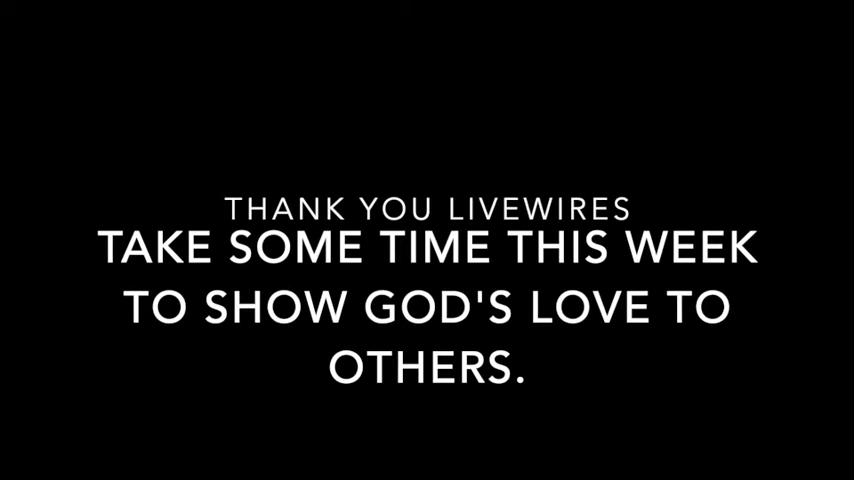 THANK YOU LIVEWIRES
TAKE SOME TIME THIS WEEK
TO SHOW GOD'S LOVE TO
OTHERS.